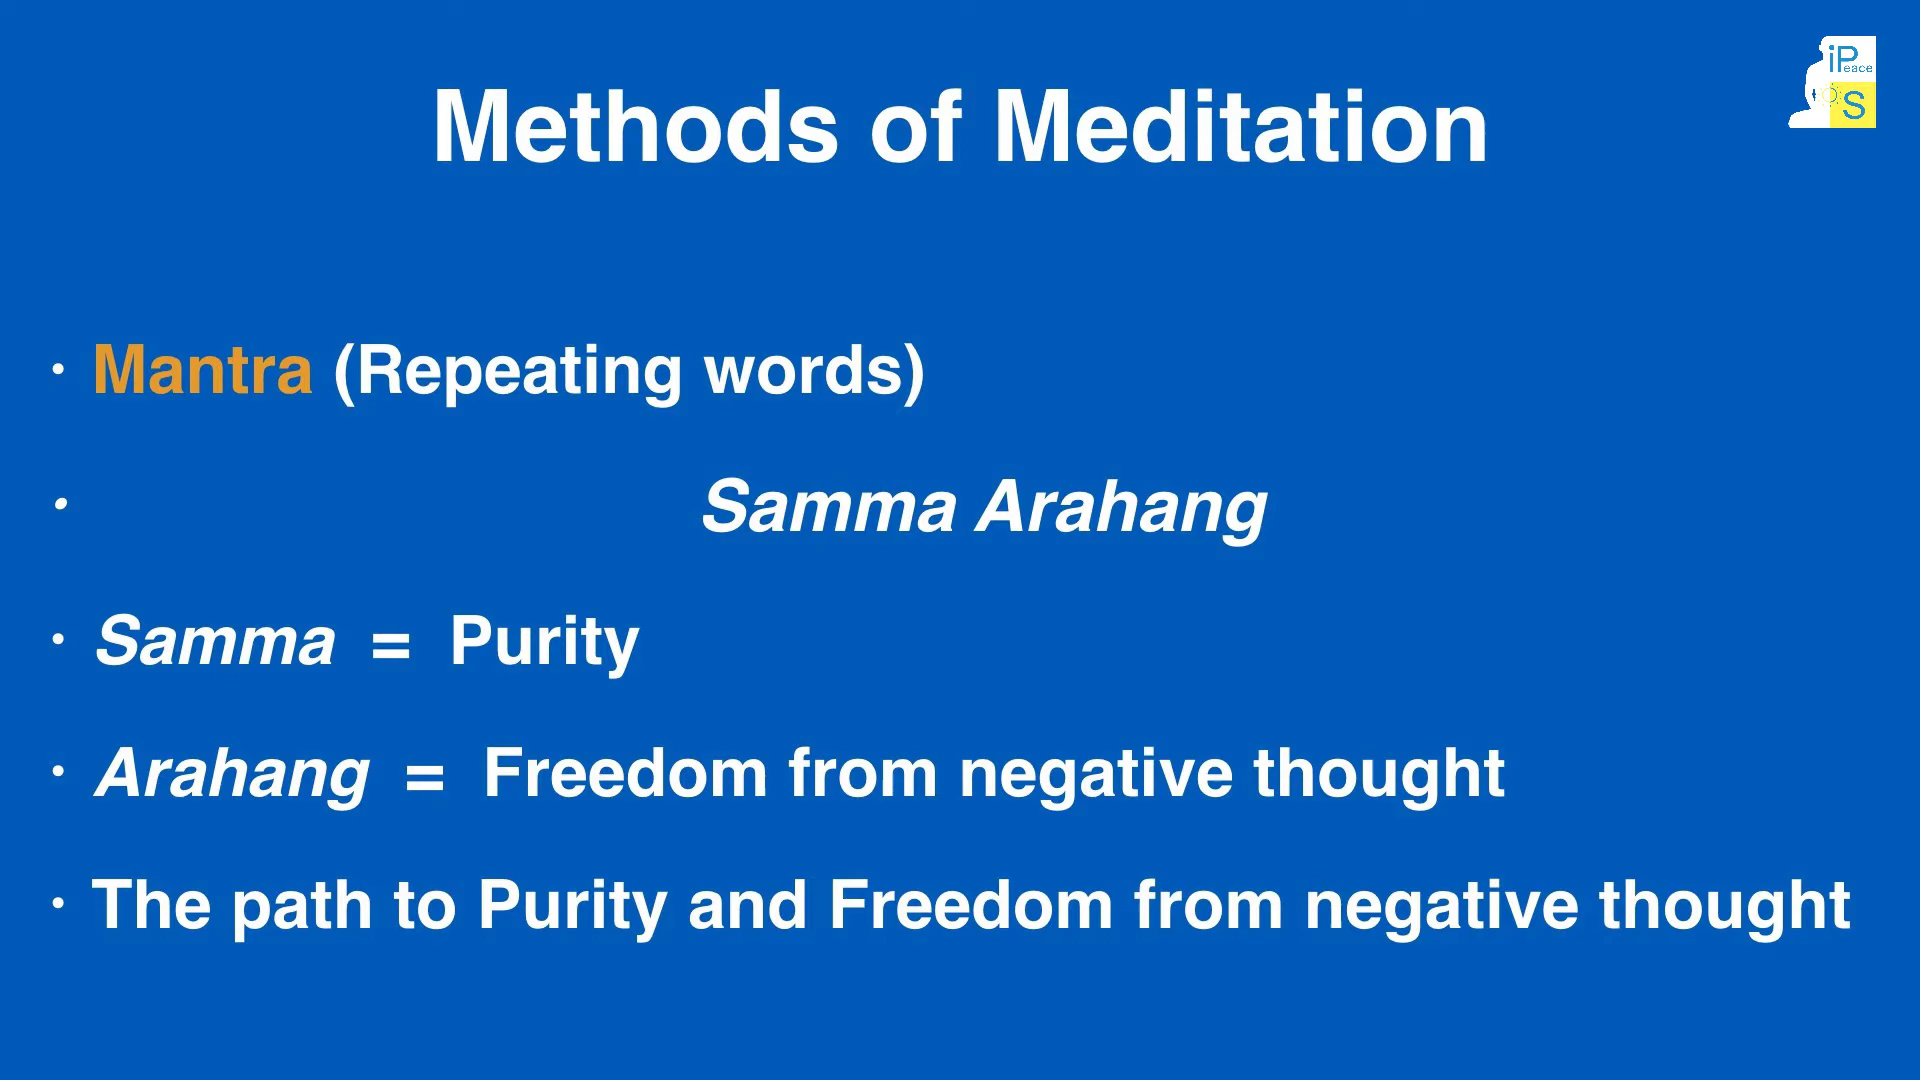 Methods of Meditation
iPeace
S
• Mantra (Repeating words)
• Samma Arahang
• Samma = Purity
• Arahang = Freedom from negative thought
• The path to Purity and Freedom from negative thought